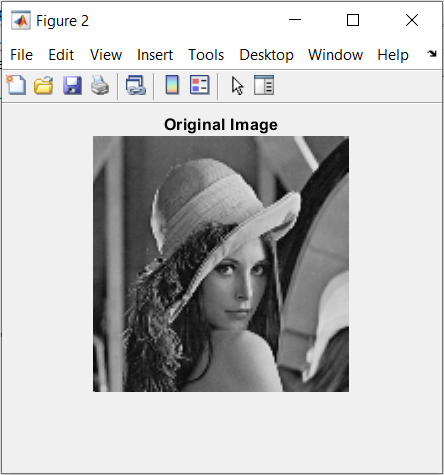 Figure 2
File Edit View Insert Tools Desktop Window Help
Original Image